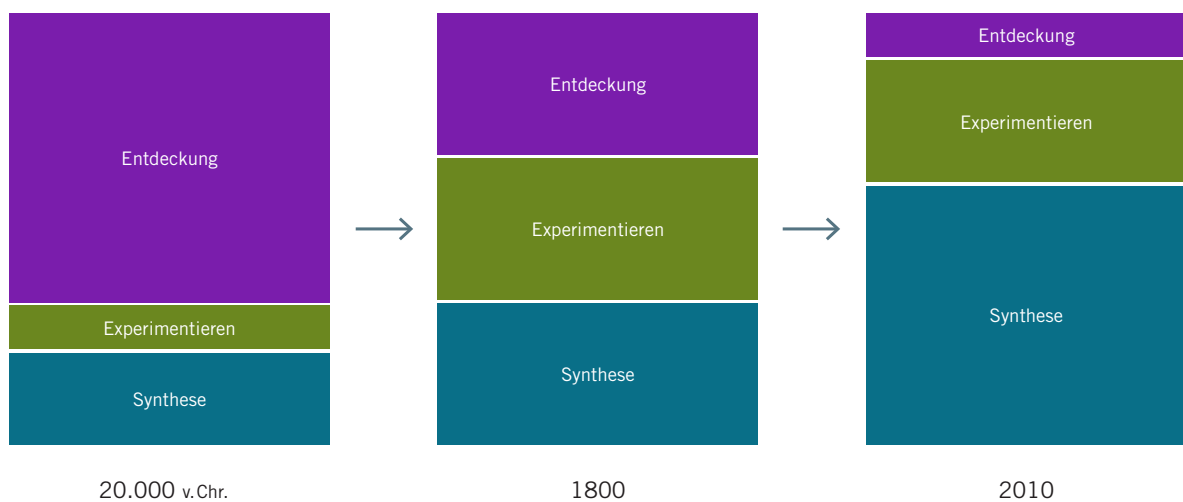 Entdeckung
Experimentieren
Synthese
20.000 v. Chr.
Entdeckung
Experimentieren
Synthese
1800
Entdeckung
Experimentieren
Synthese
2010